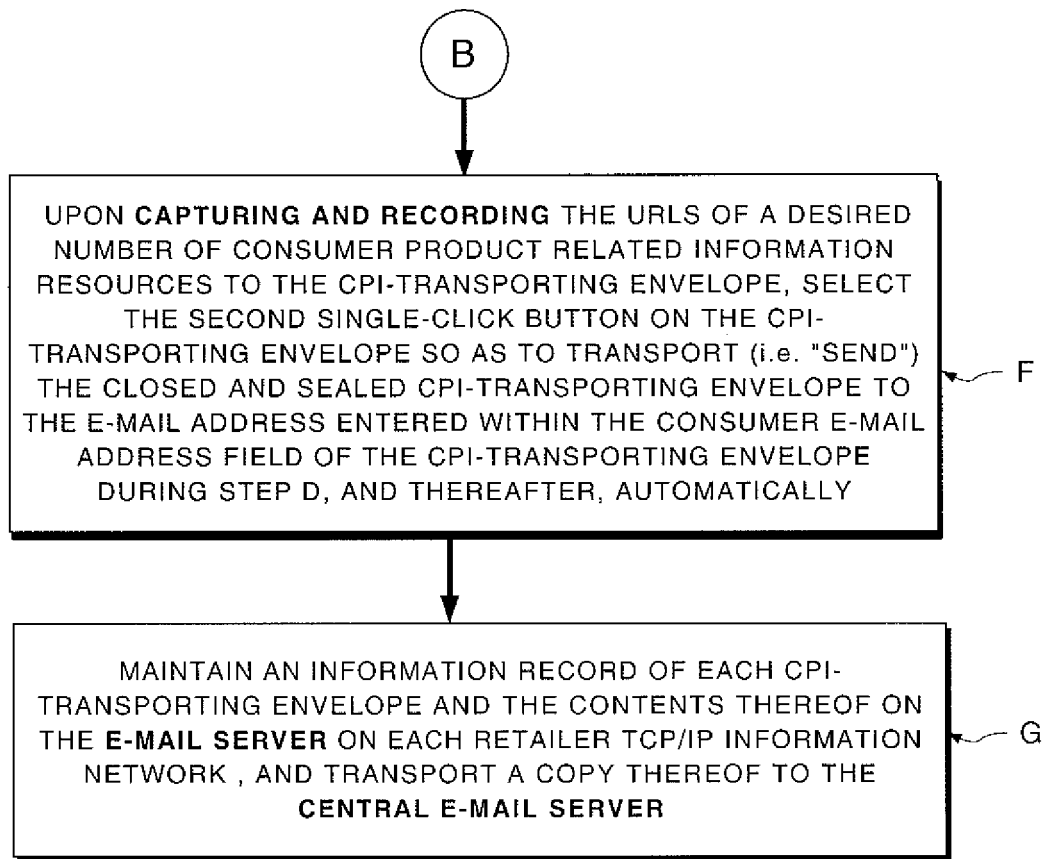 B
UPON CAPTURING AND RECORDING THE URLS OF A DESIRED
NUMBER OF CONSUMER PRODUCT RELATED INFORMATION
RESOURCES TO THE CPI-TRANSPORTING ENVELOPE, SELECT
THE SECOND SINGLE-CLICK BUTTON ON THE CPI-
TRANSPORTING ENVELOPE SO AS TO TRANSPORT (i.e. "SEND")
THE CLOSED AND SEALED CPI-TRANSPORTING ENVELOPE TO
THE E-MAIL ADDRESS ENTERED WITHIN THE CONSUMER E-MAIL
ADDRESS FIELD OF THE CPI-TRANSPORTING ENVELOPE
DURING STEP D, AND THEREAFTER, AUTOMATICALLY
F
MAINTAIN AN INFORMATION RECORD OF EACH CPI-
TRANSPORTING ENVELOPE AND THE CONTENTS THEREOF ON
THE E-MAIL SERVER ON EACH RETAILER TCP/IP INFORMATION
NETWORK , AND TRANSPORT A COPY THEREOF TO THE
CENTRAL E-MAIL SERVER
G